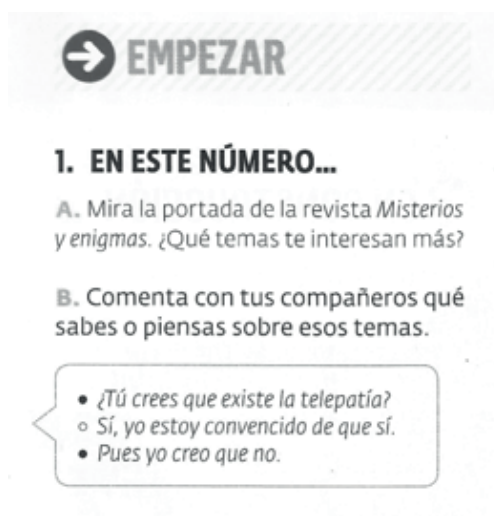 EMPEZAR
1. EN ESTE NÚMERO...
A. Mira la portada de la revista Misterios
y enigmas. ¿Qué temas te interesan más?
B. Comenta con tus compañeros qué
sabes o piensas sobre esos temas.
• ¿Tú crees que existe la telepatía?
○ Sí, yo estoy convencido de que sí.
• Pues yo creo que no.